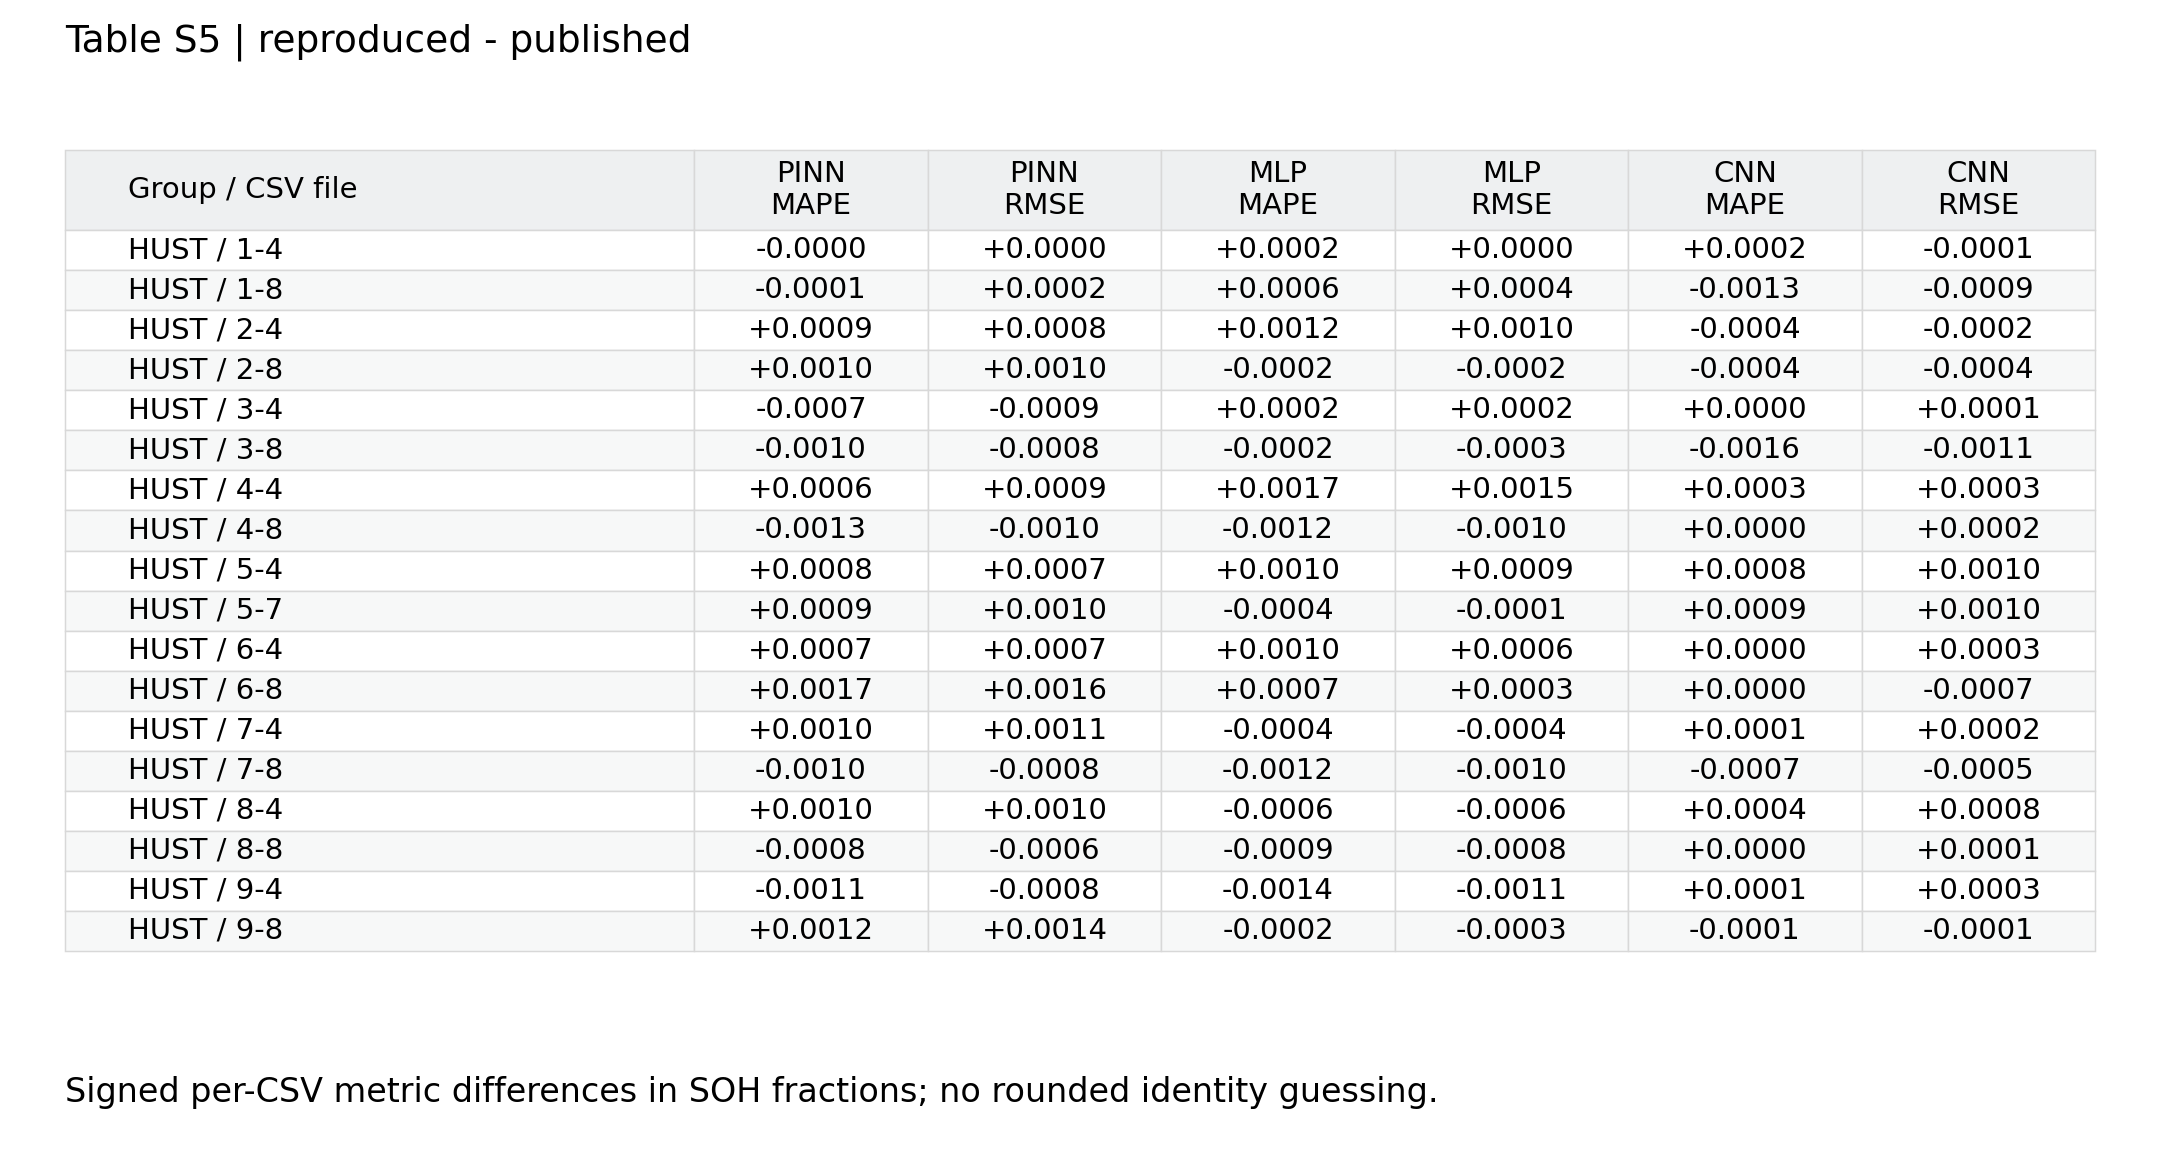 Table S5 | reproduced - published
Group / CSV file PINN MAPE PINN RMSE MLP MAPE MLP RMSE CNN MAPE CNN RMSE
HUST / 1-4 -0.0000 +0.0000 +0.0002 +0.0000 +0.0002 -0.0001
HUST / 1-8 -0.0001 +0.0002 +0.0006 +0.0004 -0.0013 -0.0009
HUST / 2-4 +0.0009 +0.0008 +0.0012 +0.0010 -0.0004 -0.0002
HUST / 2-8 +0.0010 +0.0010 -0.0002 -0.0002 -0.0004 -0.0004
HUST / 3-4 -0.0007 -0.0009 +0.0002 +0.0002 +0.0000 +0.0001
HUST / 3-8 -0.0010 -0.0008 -0.0002 -0.0003 -0.0016 -0.0011
HUST / 4-4 +0.0006 +0.0009 +0.0017 +0.0015 +0.0003 +0.0003
HUST / 4-8 -0.0013 -0.0010 -0.0012 -0.0010 +0.0000 +0.0002
HUST / 5-4 +0.0008 +0.0007 +0.0010 +0.0009 +0.0008 +0.0010
HUST / 5-7 +0.0009 +0.0010 -0.0004 -0.0001 +0.0009 +0.0010
HUST / 6-4 +0.0007 +0.0007 +0.0010 +0.0006 +0.0000 +0.0003
HUST / 6-8 +0.0017 +0.0016 +0.0007 +0.0003 +0.0000 -0.0007
HUST / 7-4 +0.0010 +0.0011 -0.0004 -0.0004 +0.0001 +0.0002
HUST / 7-8 -0.0010 -0.0008 -0.0012 -0.0010 -0.0007 -0.0005
HUST / 8-4 +0.0010 +0.0010 -0.0006 -0.0006 +0.0004 +0.0008
HUST / 8-8 -0.0008 -0.0006 -0.0009 -0.0008 +0.0000 +0.0001
HUST / 9-4 -0.0011 -0.0008 -0.0014 -0.0011 +0.0001 +0.0003
HUST / 9-8 +0.0012 +0.0014 -0.0002 -0.0003 -0.0001 -0.0001
Signed per-CSV metric differences in SOH fractions; no rounded identity guessing.